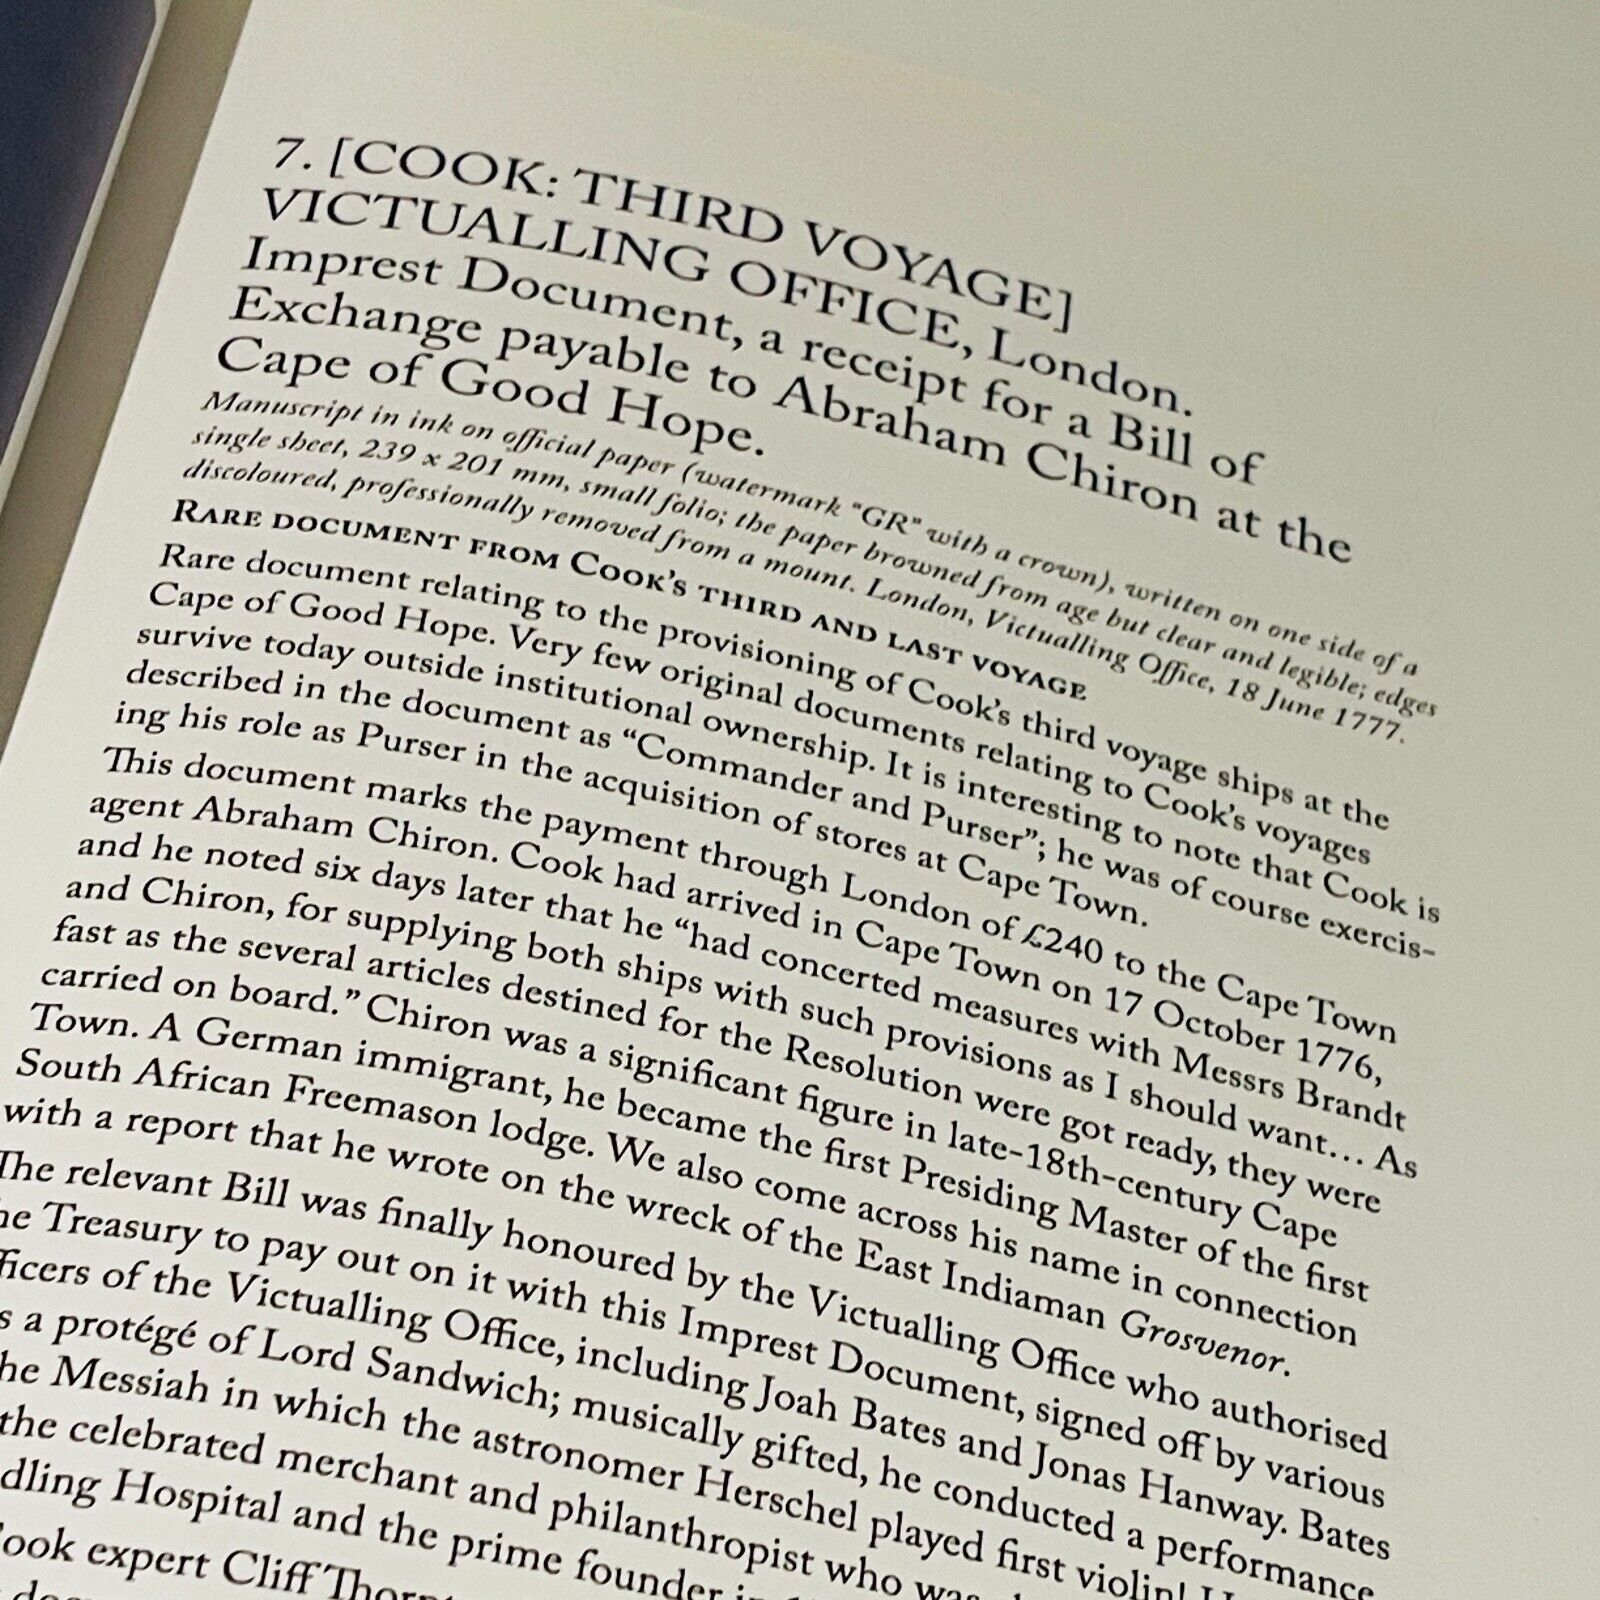 7. [COOK: THIRD VOYAGE]
VICTUALLING OFFICE, London.
Imprest Document, a receipt for a Bill of
Exchange payable to Abraham Chiron at the
Cape of Good Hope.
Manuscript in ink on official paper (watermark "GR" with a crown), written on one side of a
single sheet, 239 x 201 mm, small folio; the paper browned from age but clear and legible; edges
discoloured, professionally removed from a mount. London, Victualling Office, 18 June 1777.
RARE DOCUMENT FROM COOK'S THIRD AND LAST VOYAGE
Rare document relating to the provisioning of Cook's third voyage ships at the
Cape of Good Hope. Very few original documents relating to Cook's voyages
survive today outside institutional ownership. It is interesting to note that Cook is
described in the document as “Commander and Purser”; he was of course exercis-
ing his role as Purser in the acquisition of stores at Cape Town.
This document marks the payment through London of £240 to the Cape Town
agent Abraham Chiron. Cook had arrived in Cape Town on 17 October 1776,
and he noted six days later that he “had concerted measures with Messrs Brandt
and Chiron, for supplying both ships with such provisions as I should want... As
fast as the several articles destined for the Resolution were got ready, they were
carried on board.” Chiron was a significant figure in late-18th-century Cape
Town. A German immigrant, he became the first Presiding Master of the first
South African Freemason lodge. We also come across his name in connection
with a report that he wrote on the wreck of the East Indiaman Grosvenor.
The relevant Bill was finally honoured by the Victualling Office who authorised
he Treasury to pay out on it with this Imprest Document, signed off by various
ficers of the Victualling Office, including Joah Bates and Jonas Hanway. Bates
s a protégé of Lord Sandwich; musically gifted, he conducted a performance
he Messiah in which the astronomer Herschel played first violin!
the celebrated merchant and philanthropist who was
dling Hospital and the prime founder
ook expert Cliff